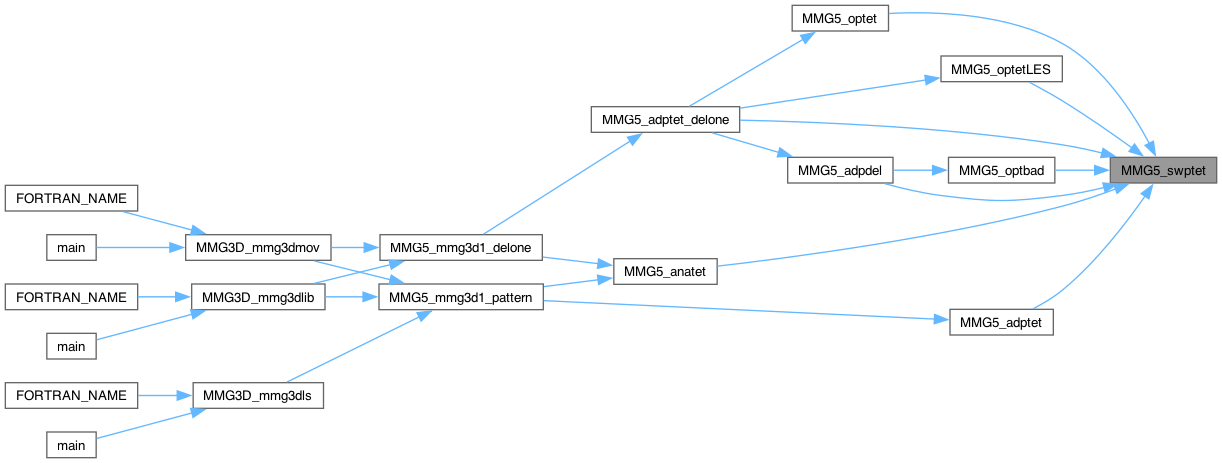 MMG5_optet
MMG5_optetLES
MMG5_adptet_delone
MMG5_adpdel
MMG5_optbad
MMG5_swptet
FORTRAN_NAME
main
MMG3D_mmg3dmov
MMG5_mmg3d1_delone
MMG5_anatet
FORTRAN_NAME
MMG3D_mmg3dlib
MMG5_mmg3d1_pattern
MMG5_adptet
main
FORTRAN_NAME
MMG3D_mmg3dls
main